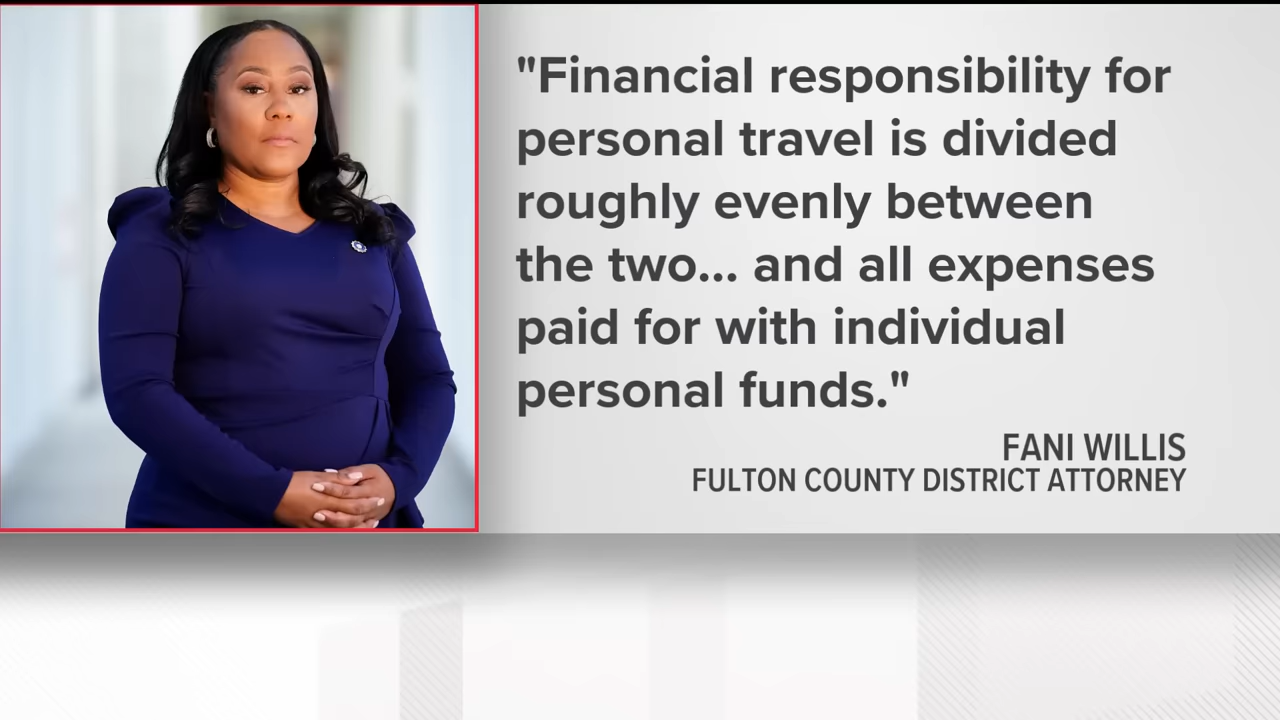 "Financial responsibility for
personal travel is divided
roughly evenly between
the two... and all expenses
paid for with individual
personal funds."
FANI WILLIS
FULTON COUNTY DISTRICT ATTORNEY